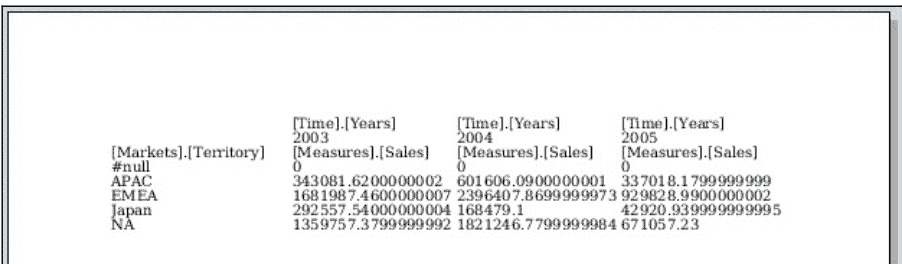 [Time].[Years] [Time].[Years] [Time].[Years]
2003 2004 2005
[Markets].[Territory] [Measures].[Sales] [Measures].[Sales] [Measures].[Sales]
#null 0 0 0
APAC 343081.6200000002 601606.0900000001 337018.1799999999
EMEA 1681987.4600000007 2396407.8699999973 929828.9900000002
Japan 292557.54000000004 168479.1 42920.939999999995
NA 1359757.3799999992 1821246.7799999984 671057.23